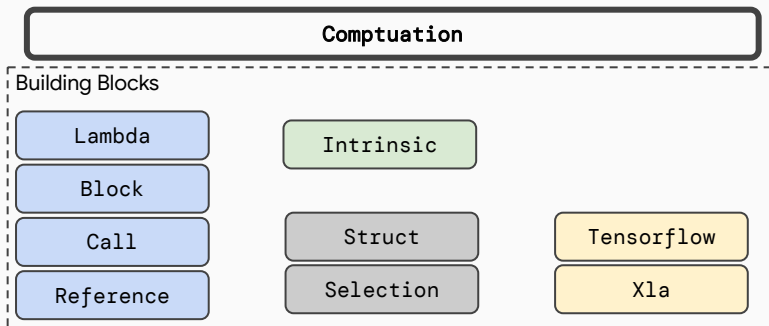 Comptuation
Building Blocks
Lambda
Block
Call
Reference
Intrinsic
Struct
Selection
Tensorflow
Xla